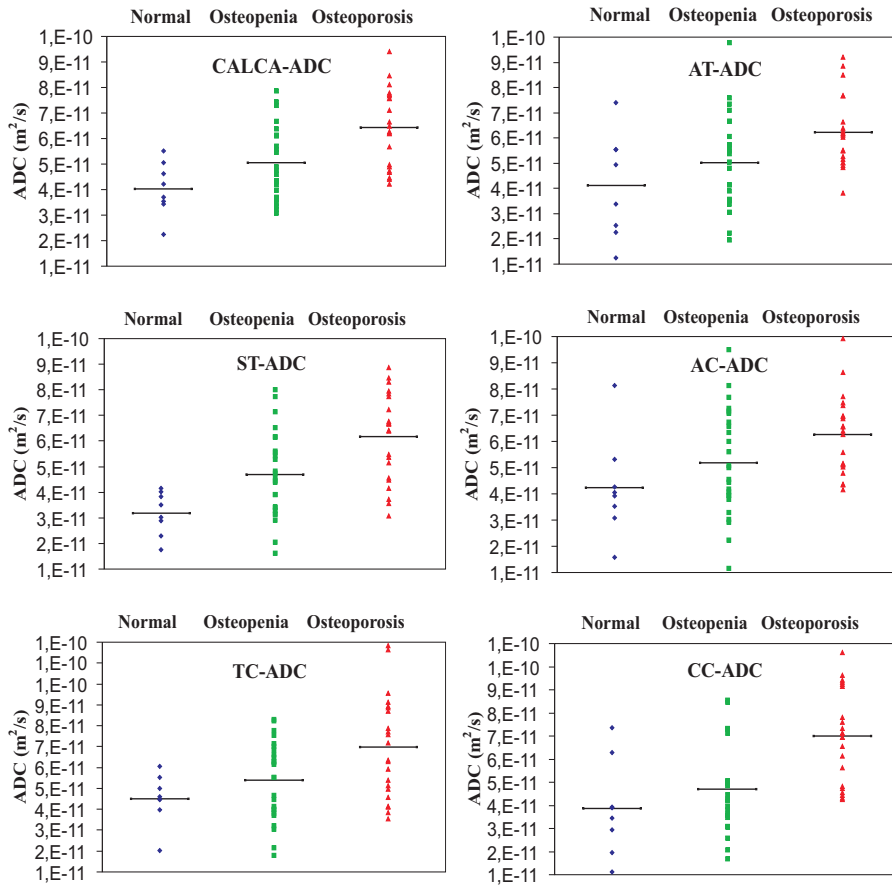 Normal Osteopenia Osteoporosis
CALCA-ADC
ADC (m²/s)
1,E-10
9,E-11
8,E-11
7,E-11
6,E-11
5,E-11
4,E-11
3,E-11
2,E-11
1,E-11
Normal Osteopenia Osteoporosis
AT-ADC
ADC (m²/s)
1,E-10
9,E-11
8,E-11
7,E-11
6,E-11
5,E-11
4,E-11
3,E-11
2,E-11
1,E-11
Normal Osteopenia Osteoporosis
ST-ADC
ADC (m²/s)
1,E-10
9,E-11
8,E-11
7,E-11
6,E-11
5,E-11
4,E-11
3,E-11
2,E-11
1,E-11
Normal Osteopenia Osteoporosis
AC-ADC
ADC (m²/s)
1,E-10
9,E-11
8,E-11
7,E-11
6,E-11
5,E-11
4,E-11
3,E-11
2,E-11
1,E-11
Normal Osteopenia Osteoporosis
TC-ADC
ADC (m²/s)
1,E-10
1,E-10
1,E-10
9,E-11
8,E-11
7,E-11
6,E-11
5,E-11
4,E-11
3,E-11
2,E-11
1,E-11
Normal Osteopenia Osteoporosis
CC-ADC
ADC (m²/s)
1,E-10
1,E-10
9,E-11
8,E-11
7,E-11
6,E-11
5,E-11
4,E-11
3,E-11
2,E-11
1,E-11